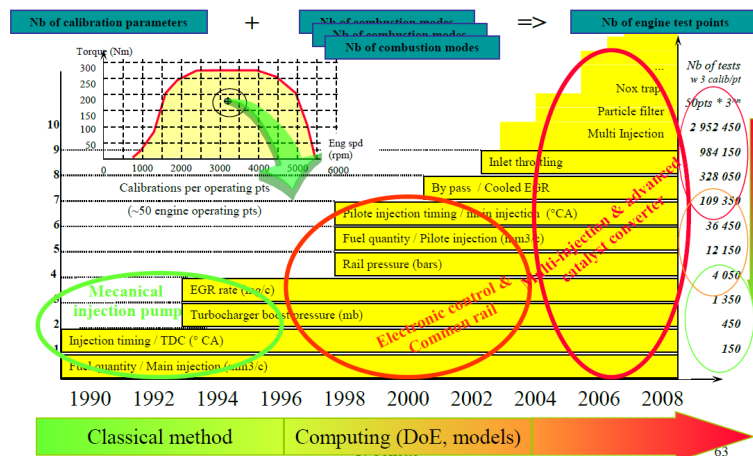 Nb of calibration parameters
+
Nb of combustion modes
Nb of combustion modes
Nb of combustion modes
=>
Nb of engine test points
Torque (Nm)
300
250
200
150
100
50
0 1000 2000 3000 4000 5000 6000
Eng spd
(rpm)
Calibrations per operating pts
(~50 engine operating pts)
Nb of tests
w 3 calib/pt
50pts * 3^n
...
Nox trap
Particle filter
Multi Injection
Inlet throttling
By pass / Cooled EGR
Pilote injection timing / main injection (°CA)
Fuel quantity / Pilote injection (mm3/c)
Rail pressure (bars)
EGR rate (mg/c)
Turbocharger boost pressure (mb)
Injection timing / TDC (° CA)
Fuel quantity / Main injection (mm3/c)
10
9
8
7
6
5
4
3
2
1
2 952 450
984 150
328 050
109 350
36 450
12 150
4 050
1 350
450
150
Mecanical
injection pump
Electronic control &
Common rail
Multi-injection & advanced
catalyst converter
1990 1992 1994 1996 1998 2000 2002 2004 2006 2008
Classical method
Computing (DoE, models)
63